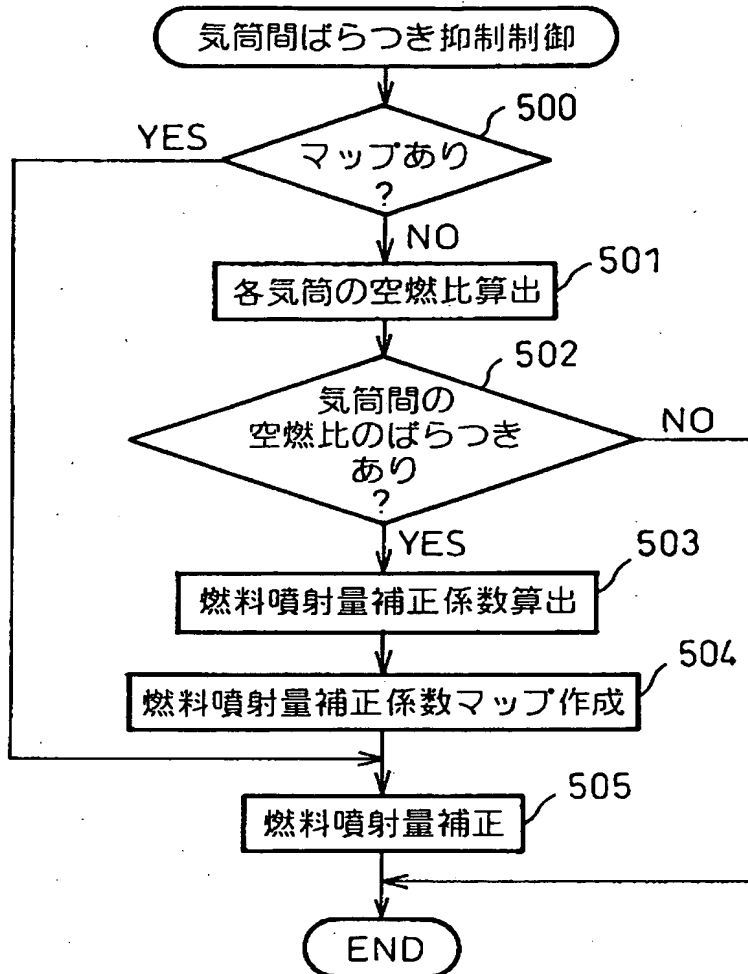 気筒間ばらつき抑制制御
500
YES
マップあり
?
NO
501
各気筒の空燃比算出
502
気筒間の
空燃比のばらつき
あり
?
NO
YES
503
燃料噴射量補正係数算出
504
燃料噴射量補正係数マップ作成
505
燃料噴射量補正
END